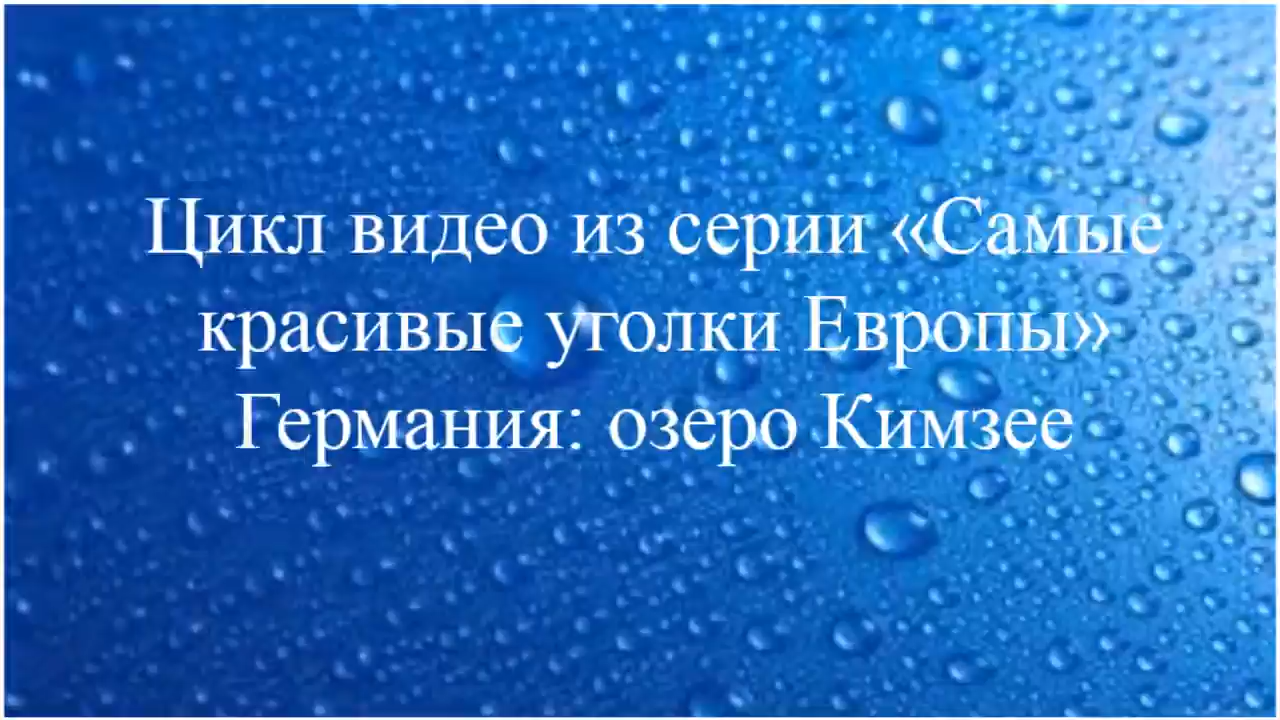 Цикл видео из серии «Самые
красивые уголки Европы»
Германия: озеро Кимзее